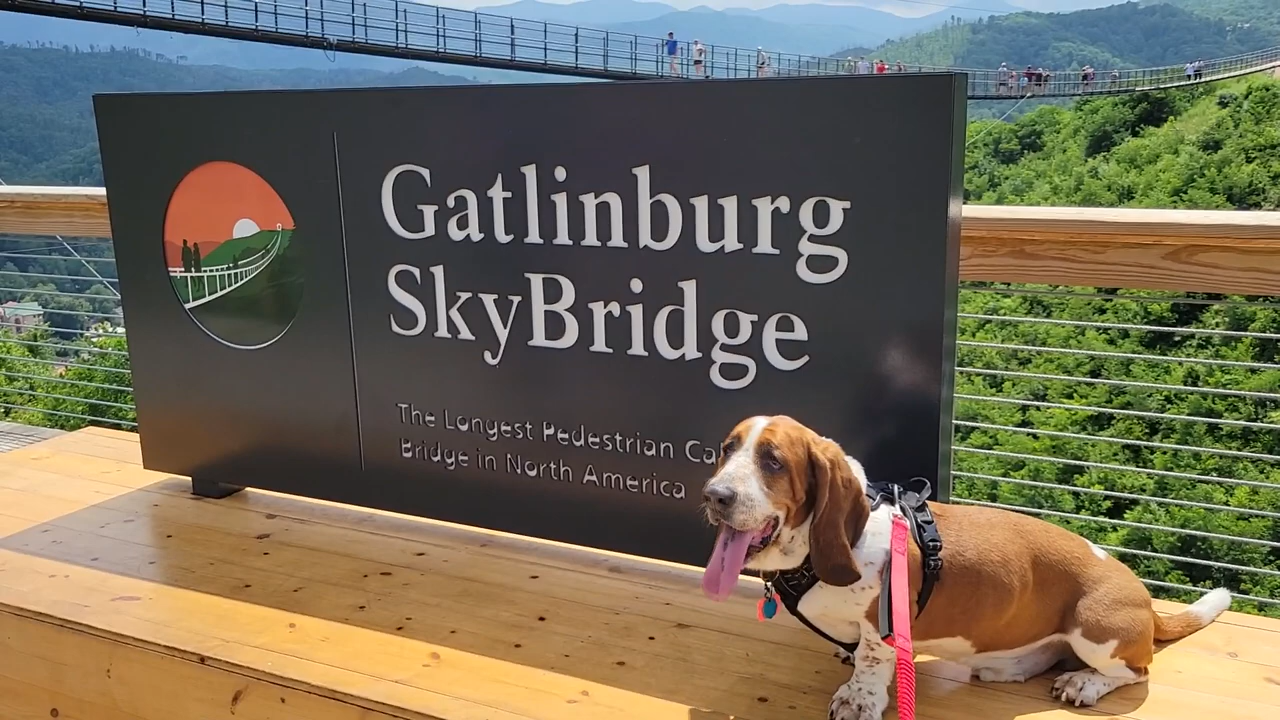 Gatlinburg
SkyBridge
The Longest Pedestrian
Bridge in North America